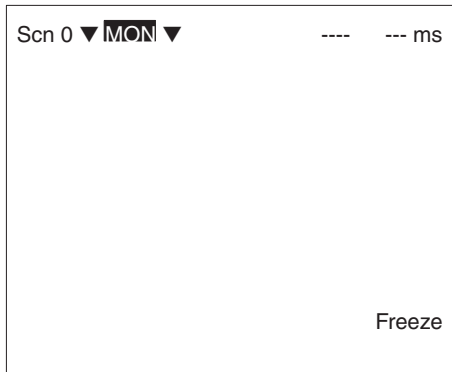 Scn 0 ▼ MON ▼ ---- --- ms
Freeze